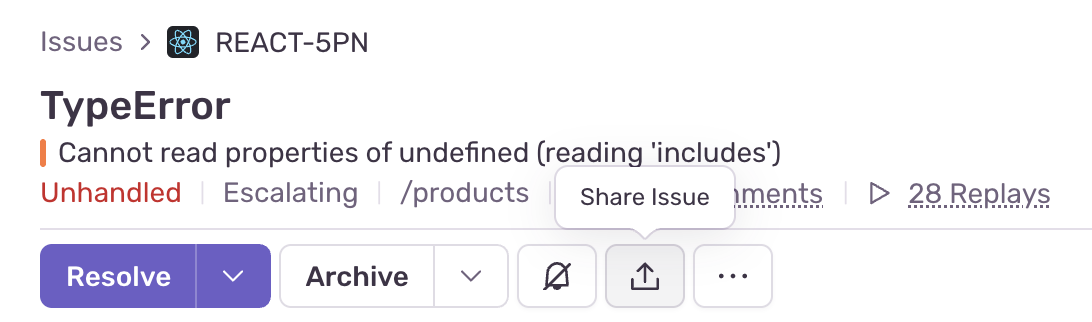 Issues > REACT-5PN
TypeError
Cannot read properties of undefined (reading 'includes')
Unhandled | Escalating | /products | 28 Replays
Share Issue
Resolve Archive ...